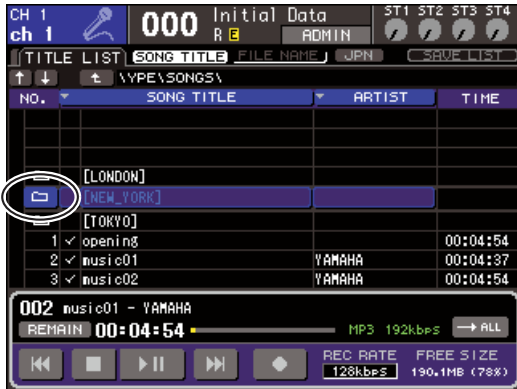 CH 1 Initial Data ST1 ST2 ST3 ST4
ch 1 000 R E ADMIN
TITLE LIST SONG TITLE FILE NAME JPN SAVE LIST
\YPE\SONGS\
NO. SONG TITLE ARTIST TIME
[LONDON]
[NEW_YORK]
[TOKYO]
1 opening 00:04:54
2 music01 YAMAHA 00:04:37
3 music02 YAMAHA 00:04:54
002 music01 - YAMAHA
REMAIN 00:04:54 MP3 192kbps → ALL
REC RATE FREE SIZE
128kbps 190.1MB (78%)